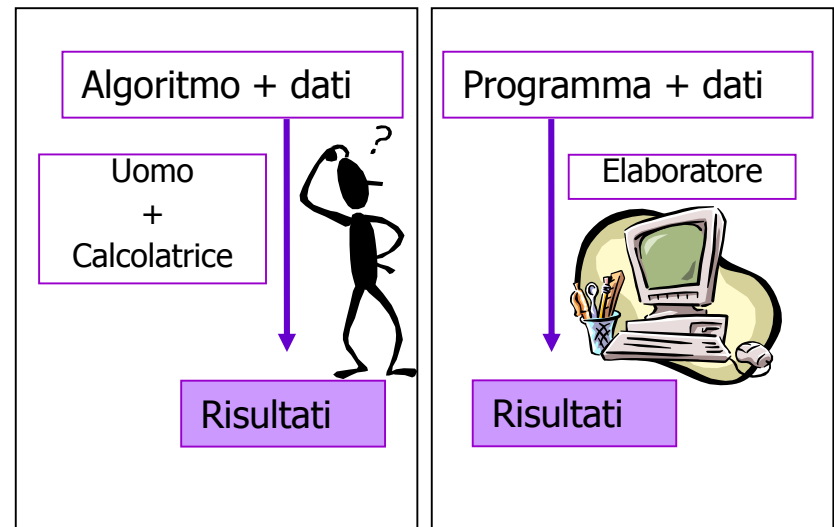 Algoritmo + dati
?
Uomo
+
Calcolatrice
Risultati
Programma + dati
Elaboratore
Risultati